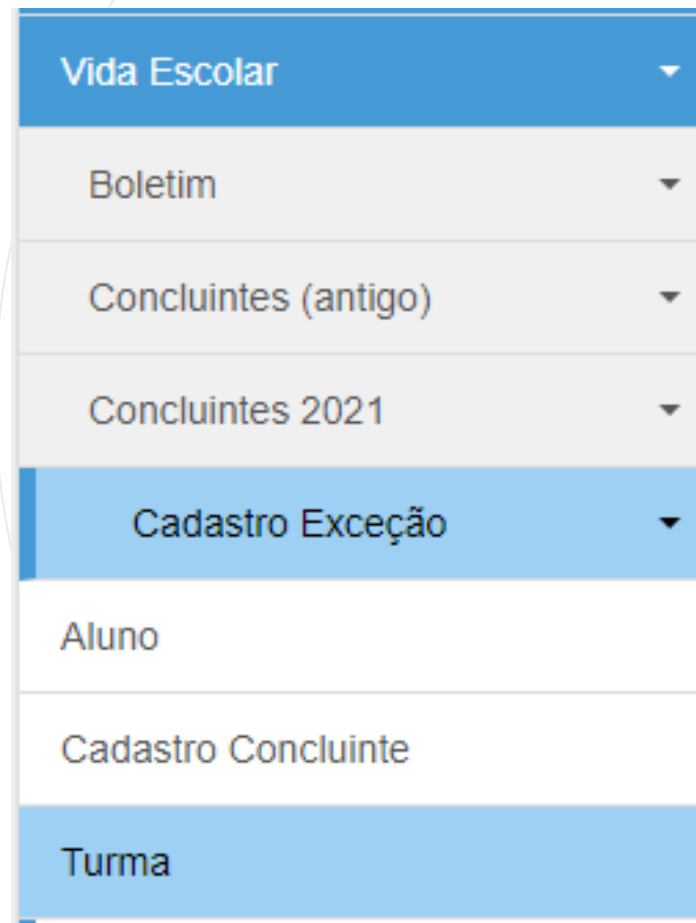 Vida Escolar
Boletim
Concluintes (antigo)
Concluintes 2021
Cadastro Exceção
Aluno
Cadastro Concluinte
Turma